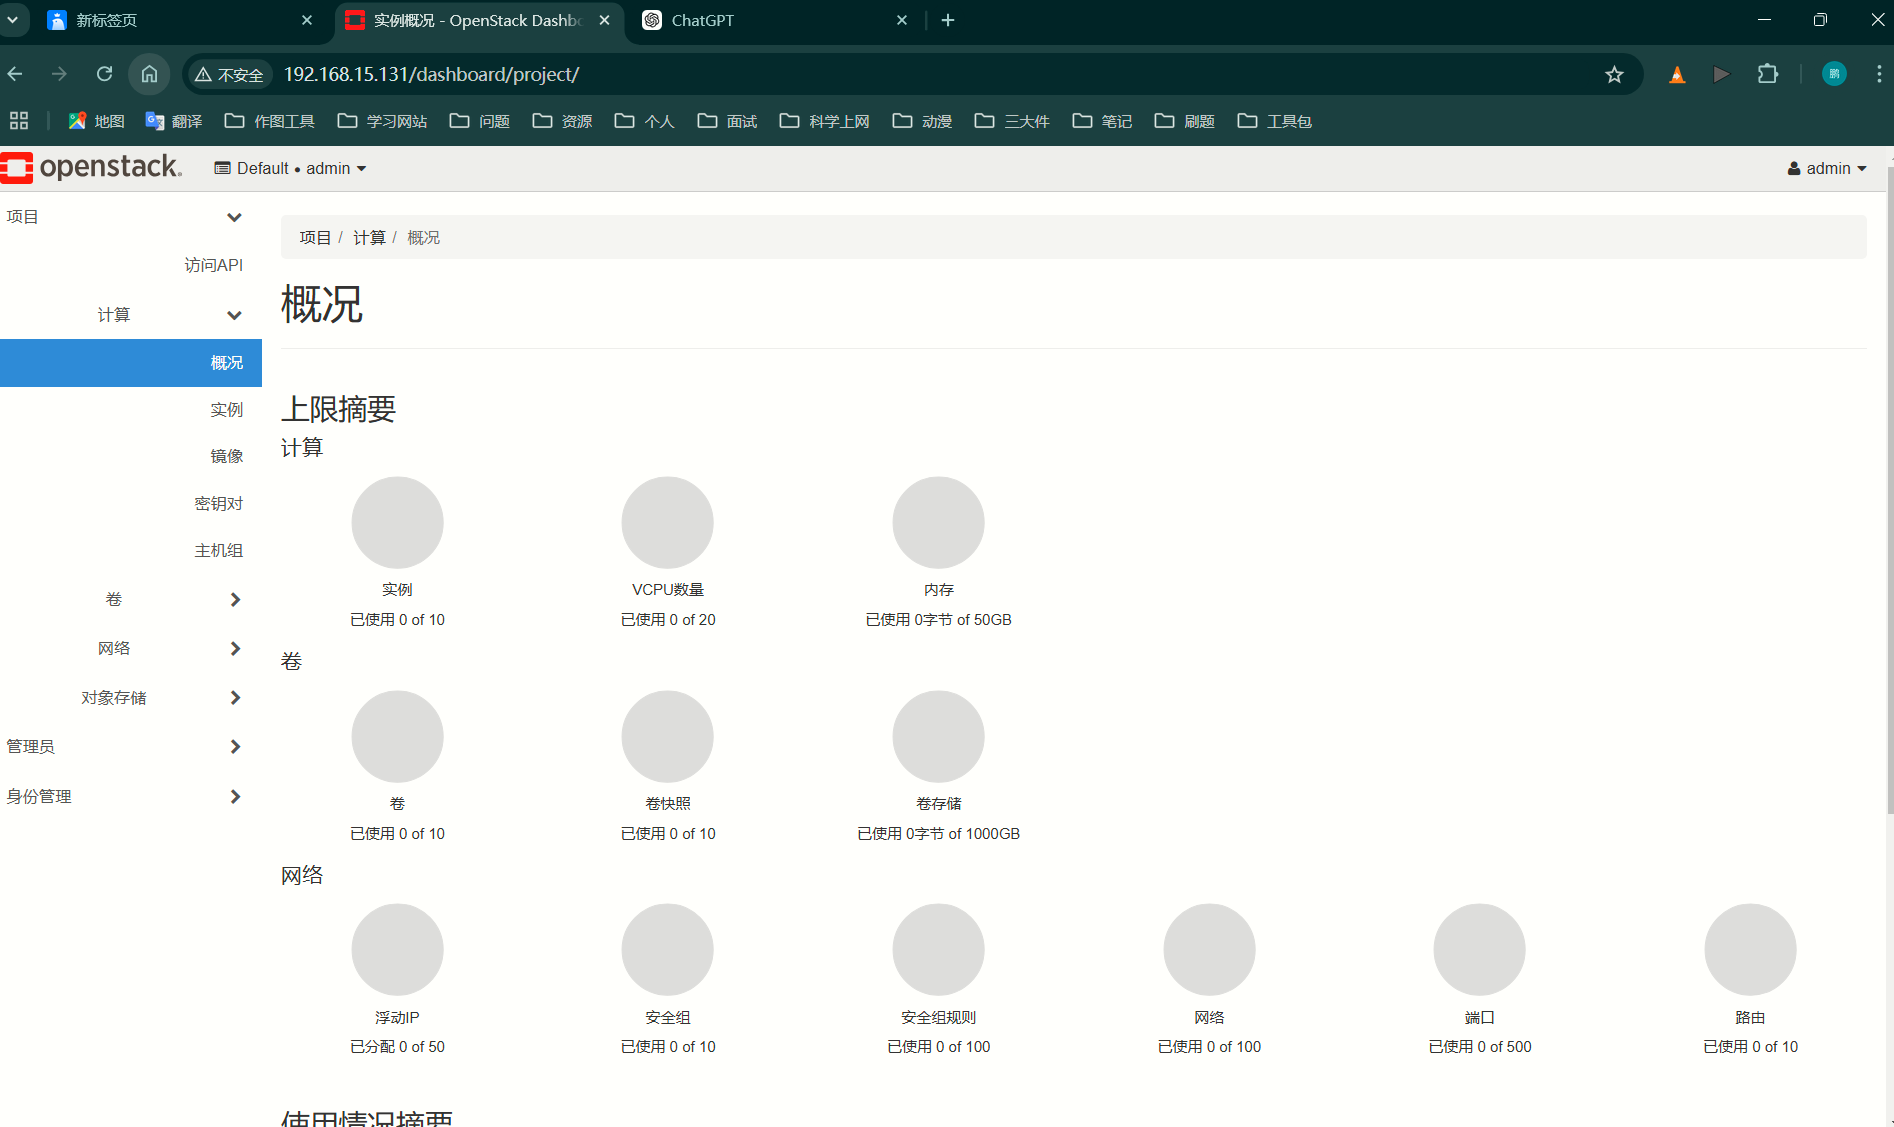 新标签页
实例概况 - OpenStack Dashbo
ChatGPT
不安全
192.168.15.131/dashboard/project/
鹏
地图
翻译
作图工具
学习网站
问题
资源
个人
面试
科学上网
动漫
三大件
笔记
刷题
工具包
openstack.
Default • admin
admin
项目
访问API
计算
概况
实例
镜像
密钥对
主机组
卷
网络
对象存储
管理员
身份管理
项目 / 计算 / 概况
概况
上限摘要
计算
实例
已使用 0 of 10
VCPU数量
已使用 0 of 20
内存
已使用 0字节 of 50GB
卷
卷
已使用 0 of 10
卷快照
已使用 0 of 10
卷存储
已使用 0字节 of 1000GB
网络
浮动IP
已分配 0 of 50
安全组
已使用 0 of 10
安全组规则
已使用 0 of 100
网络
已使用 0 of 100
端口
已使用 0 of 500
路由
已使用 0 of 10
使用情况摘要